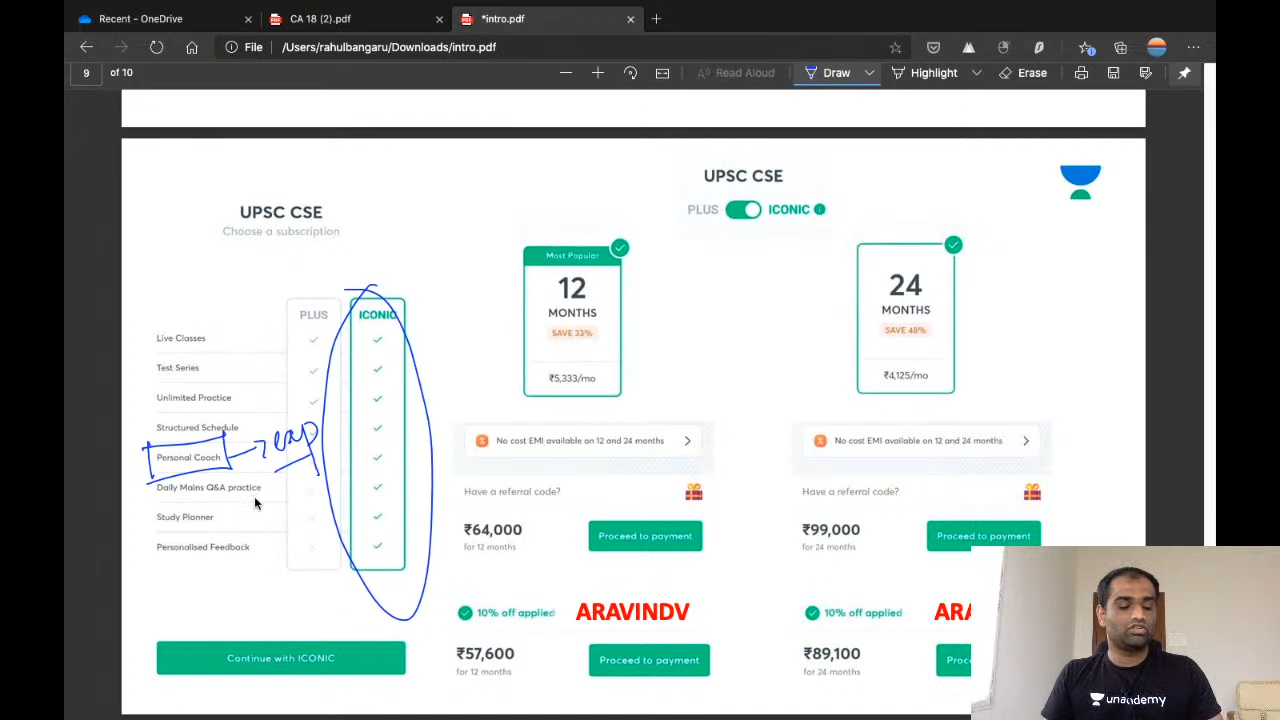 Recent - OneDrive
CA 18 (2).pdf
*intro.pdf
File /Users/rahulbangaru/Downloads/intro.pdf
9 of 10
Read Aloud
Draw
Highlight
Erase
UPSC CSE
Choose a subscription
PLUS
ICONIC
Live Classes
Test Series
Unlimited Practice
Structured Schedule
Personal Coach
exp
Daily Mains Q&A practice
Study Planner
Personalised Feedback
Continue with ICONIC
UPSC CSE
PLUS ICONIC
Most Popular
12
MONTHS
SAVE 33%
₹5,333/mo
No cost EMI available on 12 and 24 months
Have a referral code?
₹64,000
for 12 months
Proceed to payment
10% off applied
ARAVINDV
₹57,600
for 12 months
Proceed to payment
24
MONTHS
SAVE 48%
₹4,125/mo
No cost EMI available on 12 and 24 months
Have a referral code?
₹99,000
for 24 months
Proceed to payment
10% off applied
ARA
₹89,100
for 24 months
Proce
unacademy